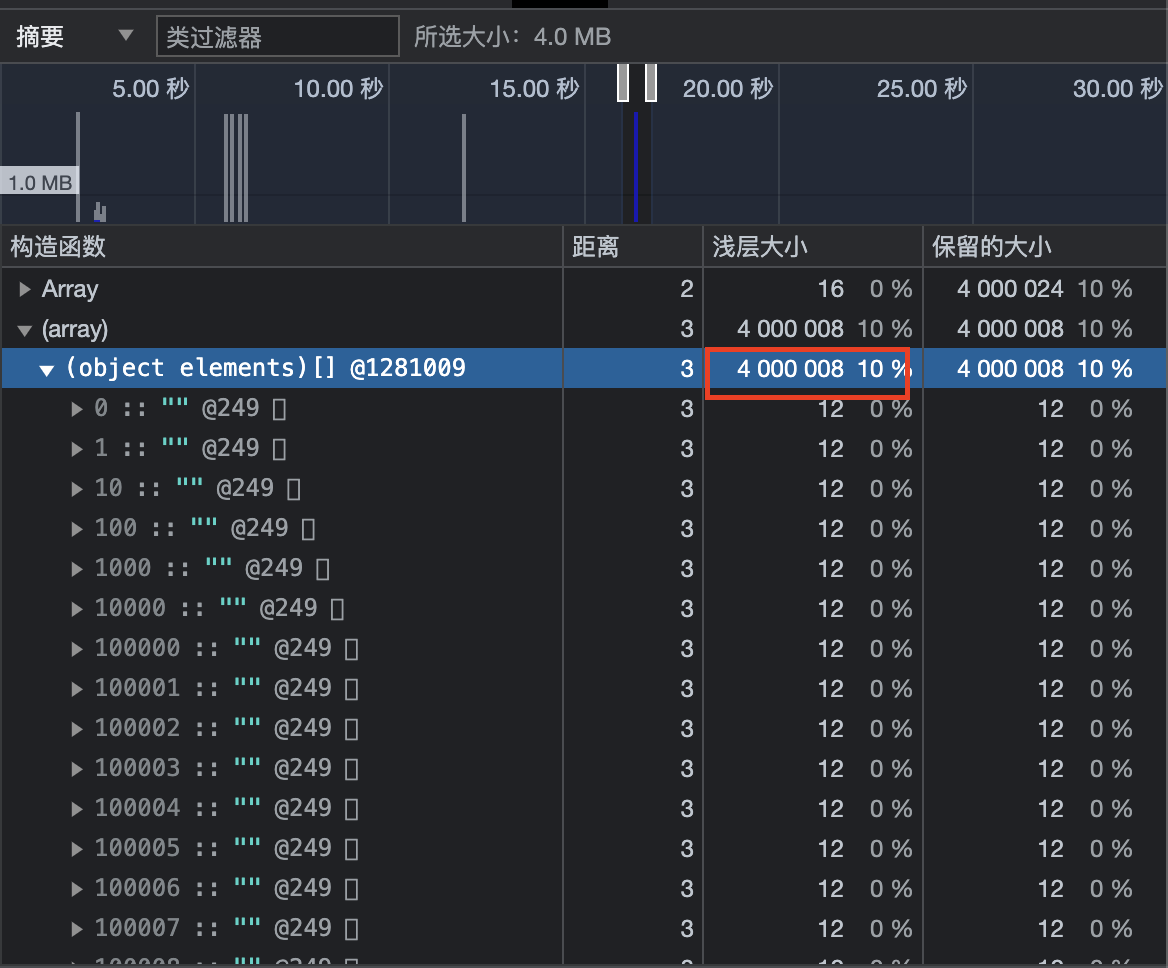 摘要 ▼ 类过滤器 所选大小：4.0 MB
5.00 秒 10.00 秒 15.00 秒 20.00 秒 25.00 秒 30.00 秒
1.0 MB
构造函数 距离 浅层大小 保留的大小
▶ Array 2 16 0 % 4 000 024 10 %
▼ (array) 3 4 000 008 10 % 4 000 008 10 %
▼ (object elements)[] @1281009 3 4 000 008 10 % 4 000 008 10 %
▶ 0 :: "" @249 3 12 0 % 12 0 %
▶ 1 :: "" @249 3 12 0 % 12 0 %
▶ 10 :: "" @249 3 12 0 % 12 0 %
▶ 100 :: "" @249 3 12 0 % 12 0 %
▶ 1000 :: "" @249 3 12 0 % 12 0 %
▶ 10000 :: "" @249 3 12 0 % 12 0 %
▶ 100000 :: "" @249 3 12 0 % 12 0 %
▶ 100001 :: "" @249 3 12 0 % 12 0 %
▶ 100002 :: "" @249 3 12 0 % 12 0 %
▶ 100003 :: "" @249 3 12 0 % 12 0 %
▶ 100004 :: "" @249 3 12 0 % 12 0 %
▶ 100005 :: "" @249 3 12 0 % 12 0 %
▶ 100006 :: "" @249 3 12 0 % 12 0 %
▶ 100007 :: "" @249 3 12 0 % 12 0 %